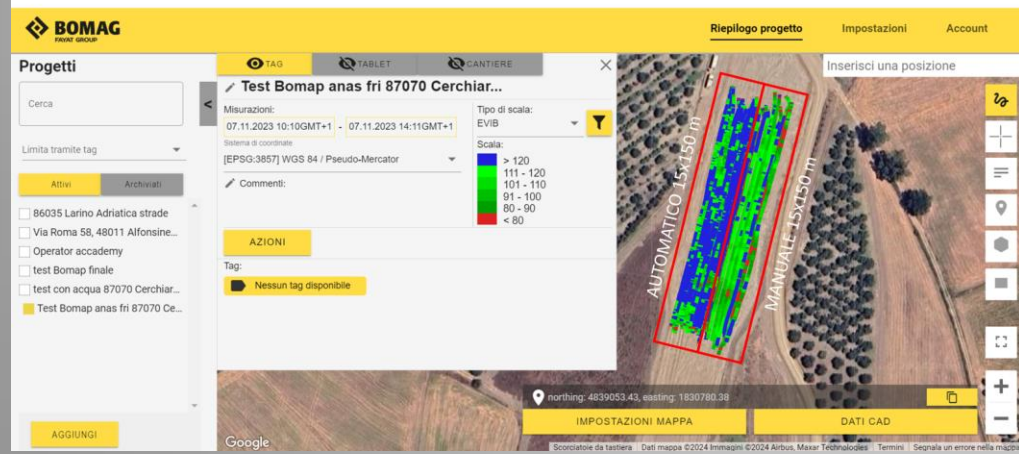 BOMAG
FAYAT GROUP
Riepilogo progetto
Impostazioni
Account
Progetti
Cerca
Limita tramite tag
Attivi
Archiviati
86035 Larino Adriatica strade
Via Roma 58, 48011 Alfonsine...
Operator accademy
test Bomap finale
test con acqua 87070 Cerchiar...
Test Bomap anas fri 87070 Ce...
AGGIUNGI
<
TAG
TABLET
CANTIERE
Test Bomap anas fri 87070 Cerchiar...
Misurazioni:
07.11.2023 10:10GMT+1 - 07.11.2023 14:11GMT+1
Sistema di coordinate
[EPSG:3857] WGS 84 / Pseudo-Mercator
Commenti:
Tipo di scala:
EVIB
Scala:
> 120
111 - 120
101 - 110
91 - 100
80 - 90
< 80
AZIONI
Tag:
Nessun tag disponibile
Inserisci una posizione
AUTOMATICO 15x150 m
MANUALE 15x150 m
northing: 4839053.43, easting: 1830780.38
IMPOSTAZIONI MAPPA
DATI CAD
Google
Scorciatoie da tastiera
Dati mappa ©2024 Immagini ©2024 Airbus, Maxar Technologies
Termini
Segnala un errore nella mappa